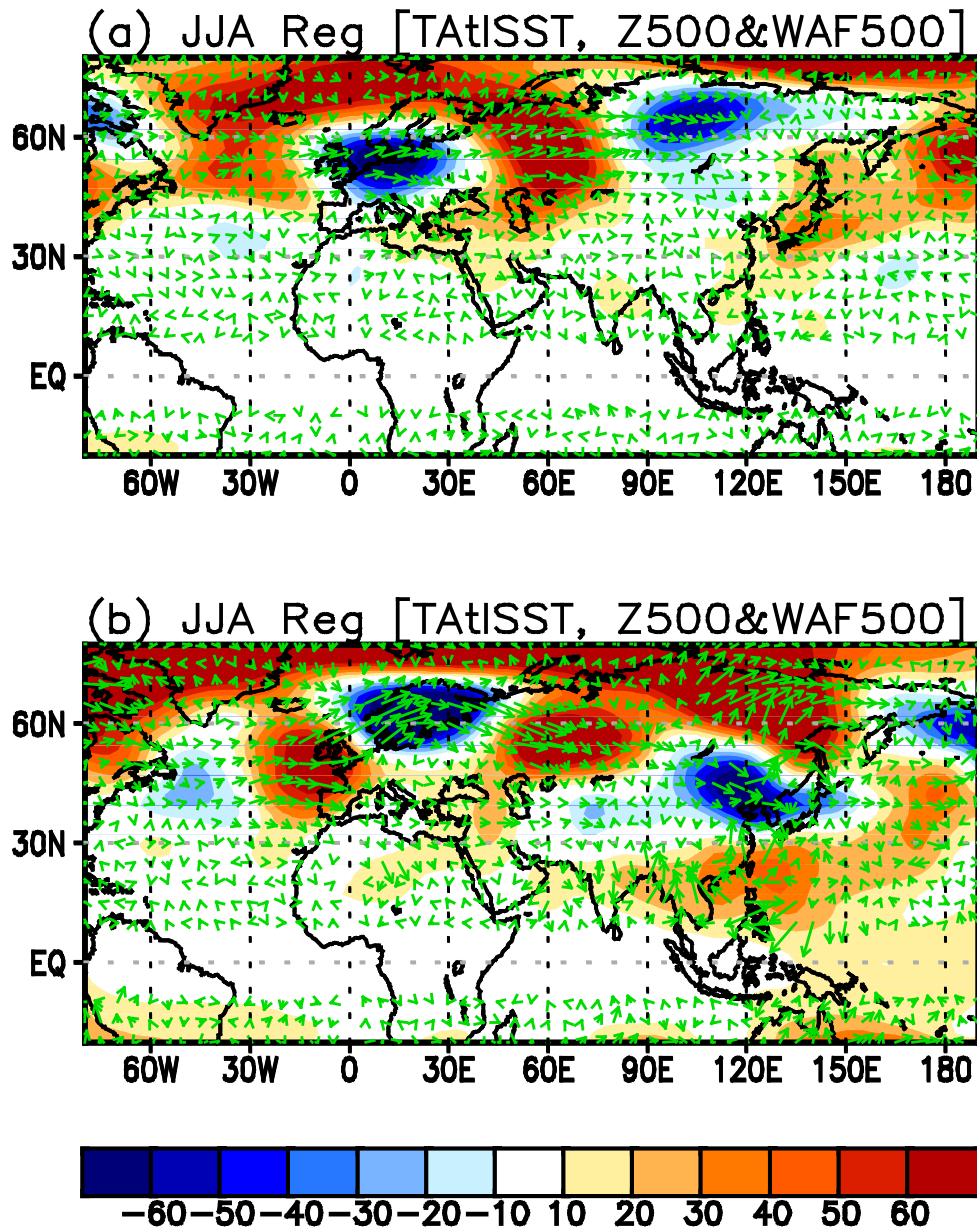 (a) JJA Reg [TAtlSST, Z500&WAF500]
60N
30N
EQ
60W 30W 0 30E 60E 90E 120E 150E 180
(b) JJA Reg [TAtlSST, Z500&WAF500]
60N
30N
EQ
60W 30W 0 30E 60E 90E 120E 150E 180
−60 −50 −40 −30 −20 −10 10 20 30 40 50 60